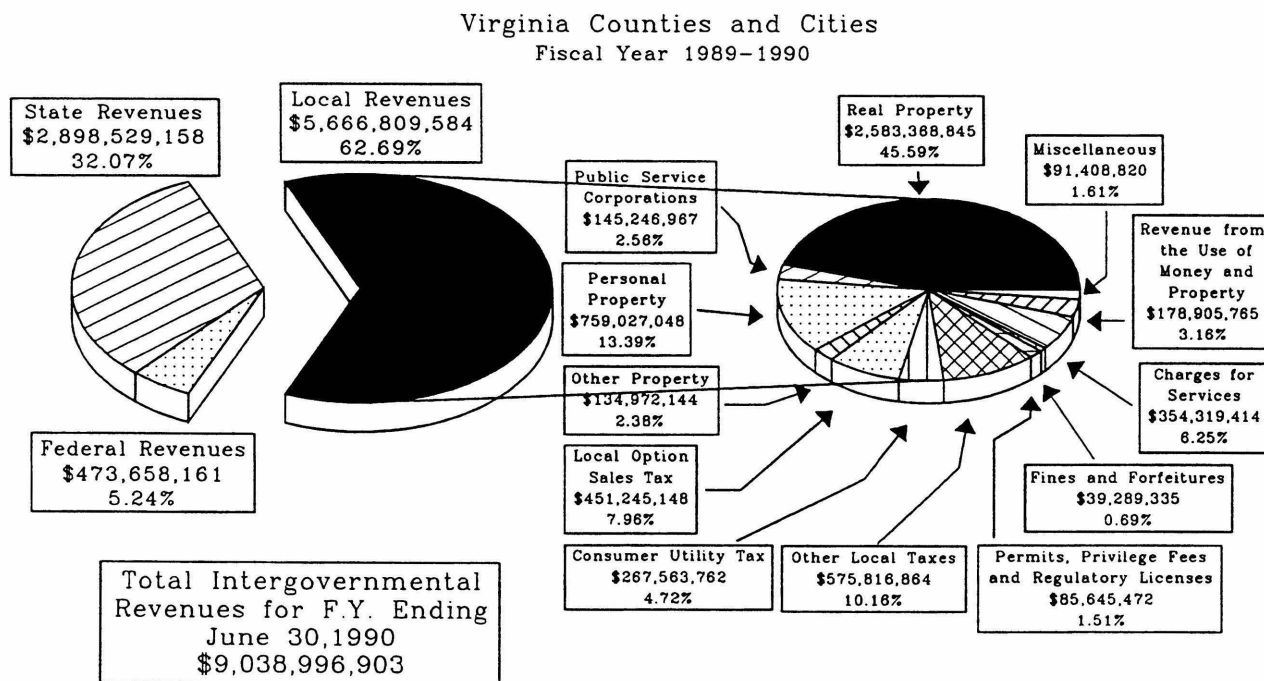 Virginia Counties and Cities
Fiscal Year 1989-1990
State Revenues
$2,898,529,158
32.07%
Local Revenues
$5,666,809,584
62.69%
Federal Revenues
$473,658,161
5.24%
Total Intergovernmental
Revenues for F.Y. Ending
June 30,1990
$9,038,996,903
Real Property
$2,583,368,845
45.59%
Miscellaneous
$91,408,820
1.61%
Public Service
Corporations
$145,246,967
2.56%
Revenue from
the Use of
Money and
Property
$178,905,765
3.16%
Personal
Property
$759,027,048
13.39%
Other Property
$134,972,144
2.38%
Charges for
Services
$354,319,414
6.25%
Local Option
Sales Tax
$451,245,148
7.96%
Fines and Forfeitures
$39,289,335
0.69%
Consumer Utility Tax
$267,563,762
4.72%
Other Local Taxes
$575,816,864
10.16%
Permits, Privilege Fees
and Regulatory Licenses
$85,645,472
1.51%